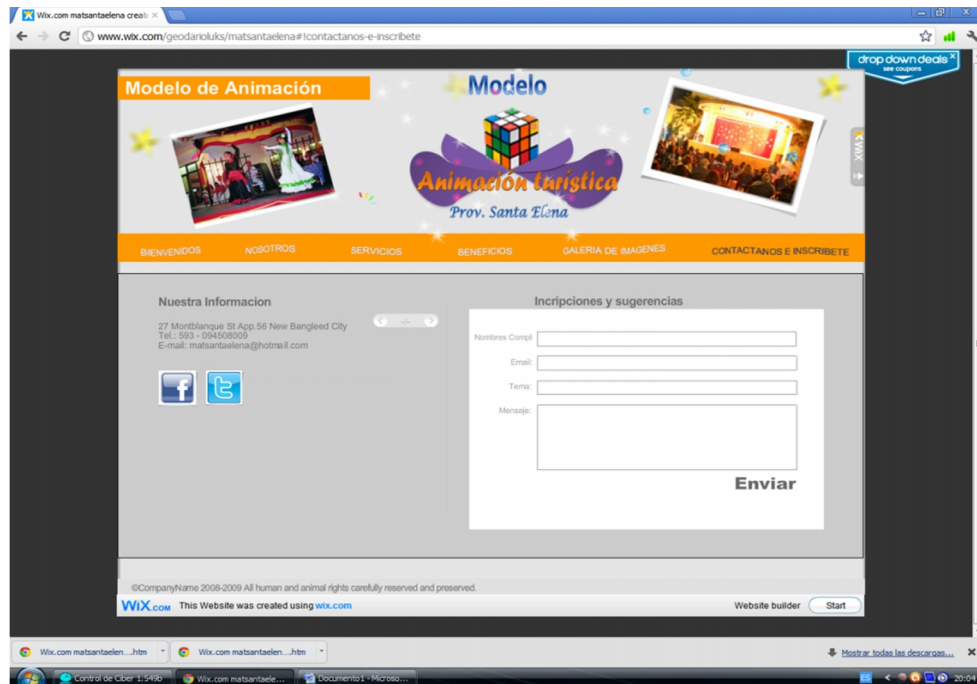 Wix.com matsantaelena creat
www.wix.com/geodarioluks/matsantaelena#!contactanos-e-inscribete
drop down deals x
see coupons
Modelo de Animación
Modelo
Animación turística
Prov. Santa Elena
WiX
BIENVENIDOS
NOSOTROS
SERVICIOS
BENEFICIOS
GALERIA DE IMAGENES
CONTACTANOS E INSCRIBETE
Nuestra Informacion
27 Montblanque St App.56 New Bangleed City
Tel.: 593 - 094508009
E-mail: matsantaelena@hotmail.com
Incripciones y sugerencias
Nombres Compl
Email:
Tema:
Mensaje:
Enviar
©CompanyName 2008-2009 All human and animal rights carefully reserved and preserved.
WiX.com This Website was created using wix.com
Website builder
Start
Wix.com matsantaelen....htm
Wix.com matsantaelen....htm
Mostrar todas las descargas...
Control de Ciber 1.549b
Wix.com matsantaele...
Documento1 - Microso...
ES
20:04